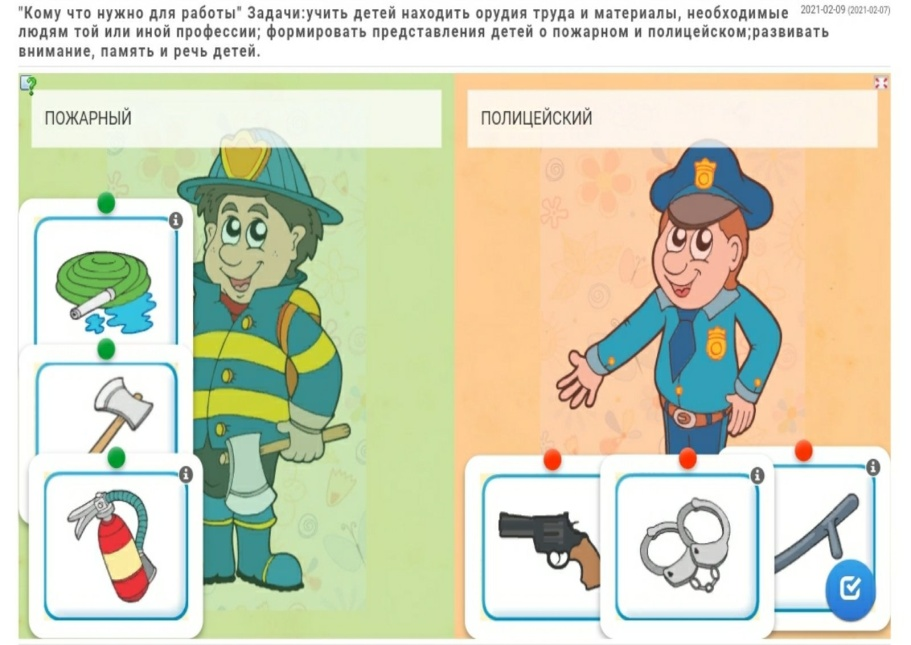 "Кому что нужно для работы" Задачи:учить детей находить орудия труда и материалы, необходимые
2021-02-09 (2021-02-07)
людям той или иной профессии; формировать представления детей о пожарном и полицейском;развивать
внимание, память и речь детей.
ПОЖАРНЫЙ
ПОЛИЦЕЙСКИЙ